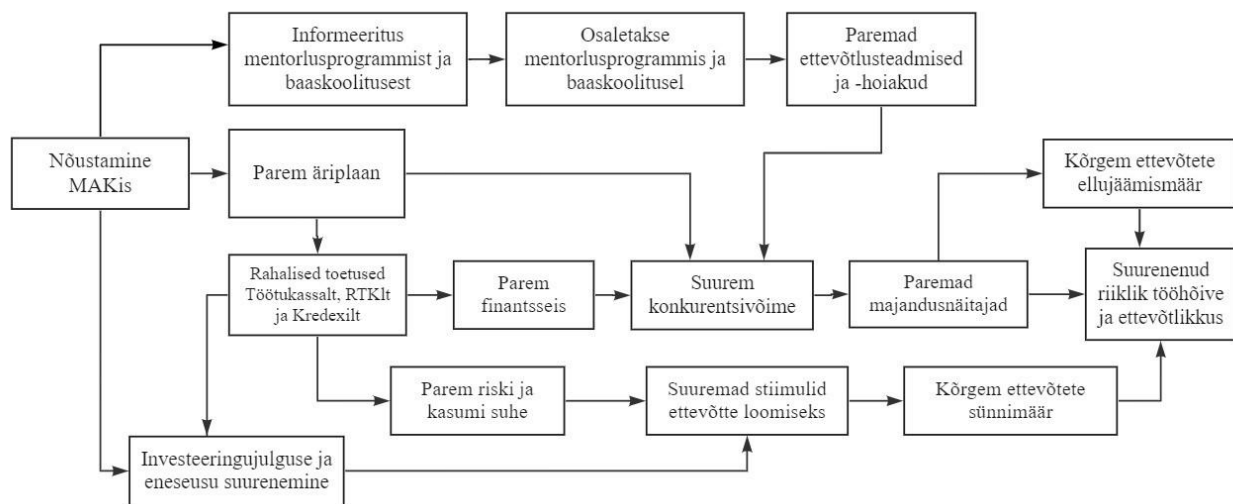 Informeeritus
mentorlusprogrammist ja
baaskoolitusest
Osaletakse
mentorlusprogrammis ja
baaskoolitusel
Paremad
ettevõtlusteadmised
ja -hoiakud
Nõustamine
MAKis
Parem äriplaan
Kõrgem ettevõtete
ellujäämismäär
Rahalised toetused
Töötukassalt, RTKlt
ja Kredexilt
Parem
finantsseis
Suurem
konkurentsivõime
Paremad
majandusnäitajad
Suurenenud
riiklik tööhõive
ja ettevõtlikkus
Parem riski ja
kasumi suhe
Suuremad stiimulid
ettevõtte loomiseks
Kõrgem ettevõtete
sünnimäär
Investeeringujulguse ja
eneseusu suurenemine